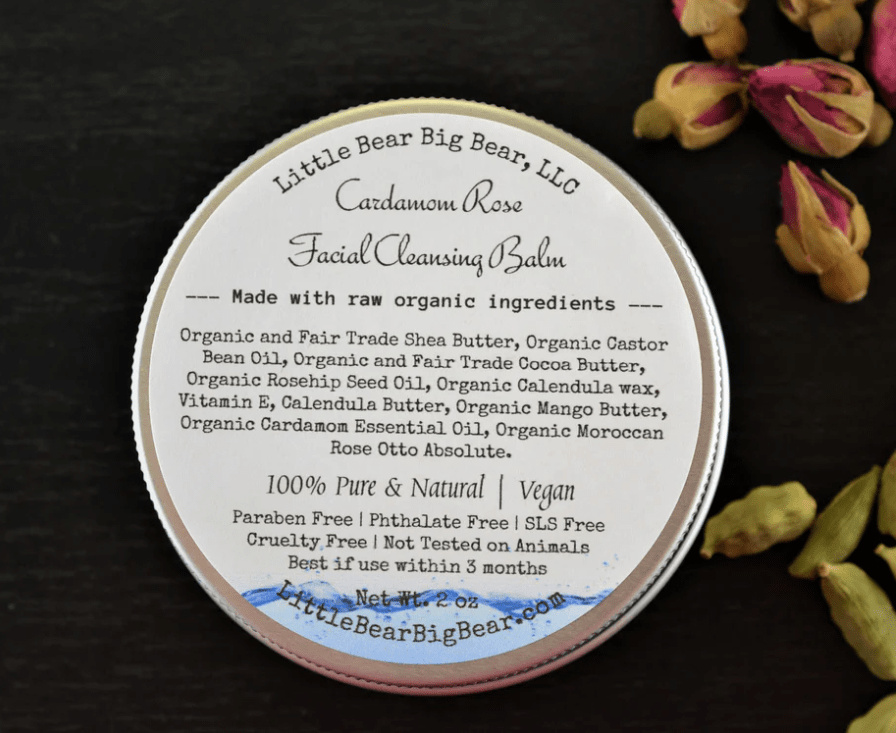 Little Bear Big Bear, LLC
Cardamom Rose
Facial Cleansing Balm
--- Made with raw organic ingredients ---
Organic and Fair Trade Shea Butter, Organic Castor
Bean Oil, Organic and Fair Trade Cocoa Butter,
Organic Rosehip Seed Oil, Organic Calendula wax,
Vitamin E, Calendula Butter, Organic Mango Butter,
Organic Cardamom Essential Oil, Organic Moroccan
Rose Otto Absolute.
100% Pure & Natural | Vegan
Paraben Free | Phthalate Free | SLS Free
Cruelty Free | Not Tested on Animals
Best if use within 3 months
Net Wt. 2 oz
LittleBearBigBear.com